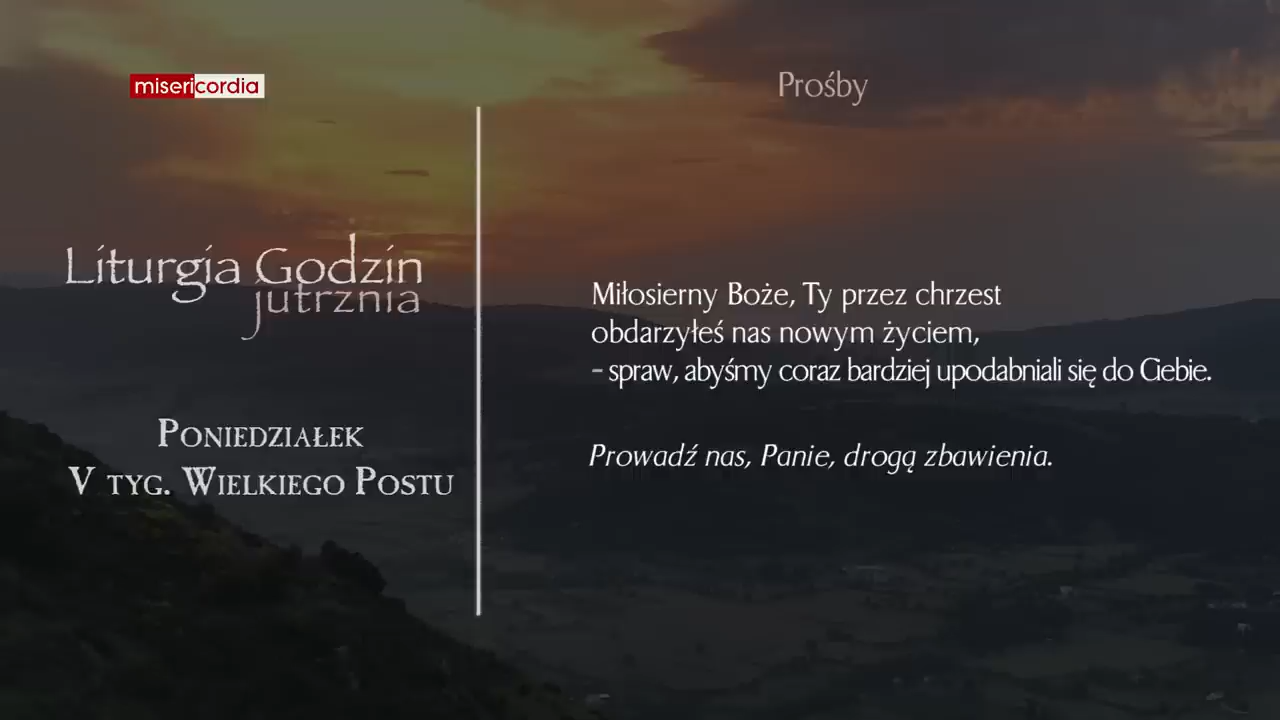 misericordia
Liturgia Godzin
jutrznia
Poniedziałek
V tyg. Wielkiego Postu
Prośby
Miłosierny Boże, Ty przez chrzest
obdarzyłeś nas nowym życiem,
- spraw, abyśmy coraz bardziej upodabniali się do Ciebie.
Prowadź nas, Panie, drogą zbawienia.